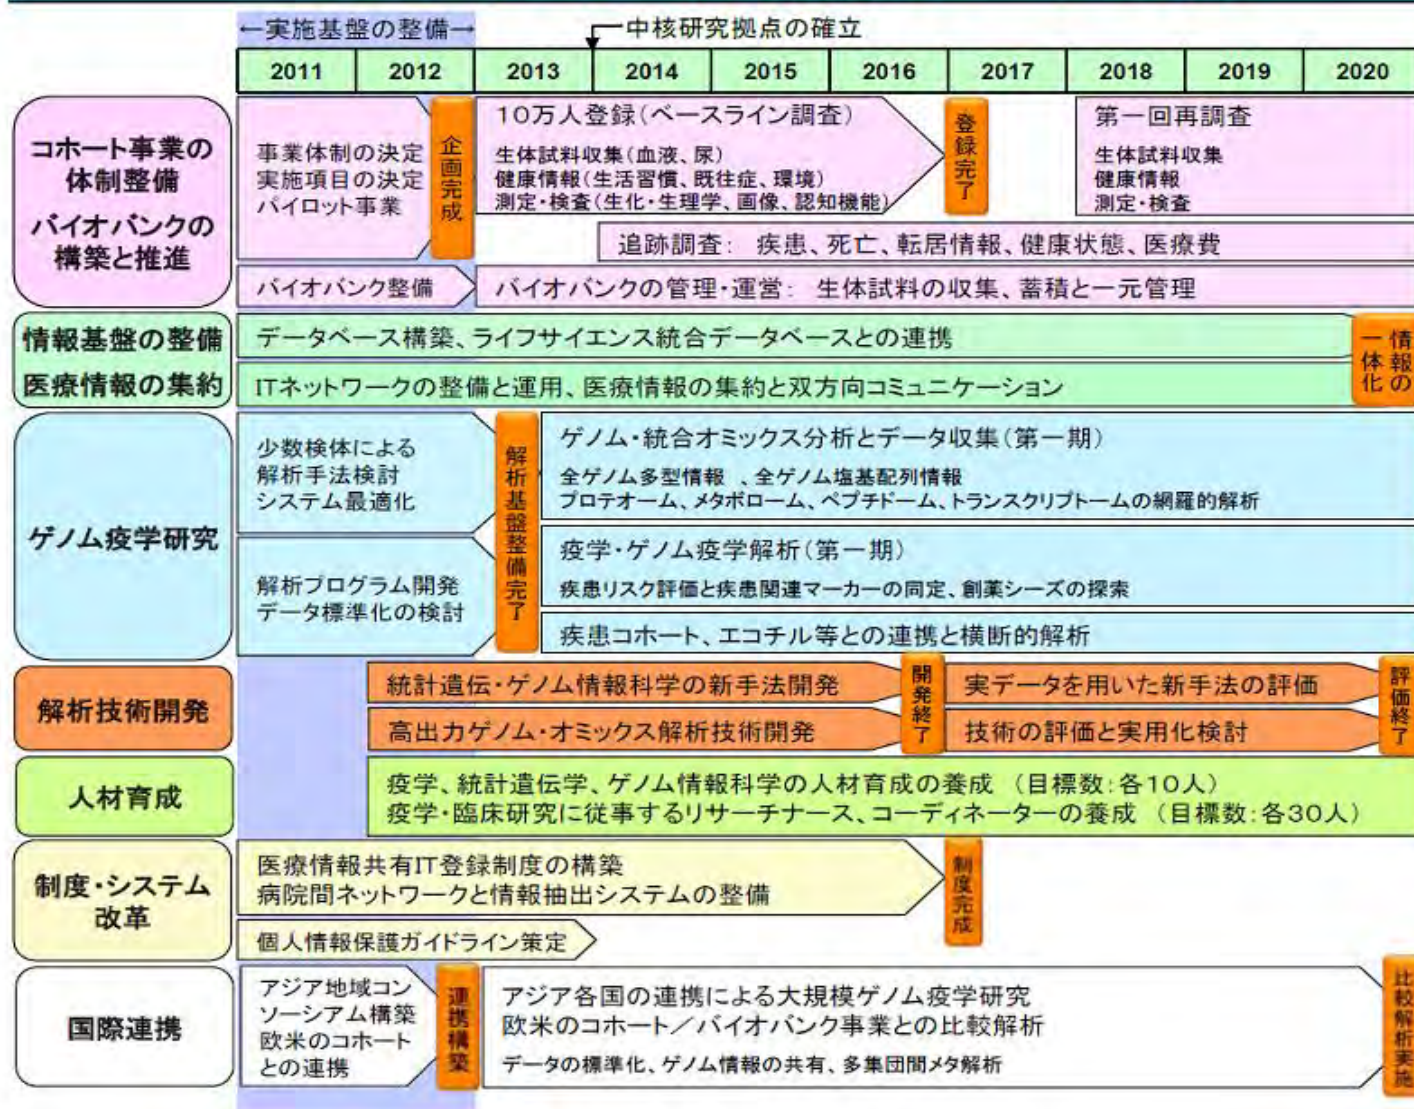 ←実施基盤の整備→
中核研究拠点の確立
2011 2012 2013 2014 2015 2016 2017 2018 2019 2020
コホート事業の
体制整備
バイオバンクの
構築と推進
事業体制の決定
実施項目の決定
パイロット事業
企画完成
10万人登録(ベースライン調査)
生体試料収集(血液、尿)
健康情報(生活習慣、既往症、環境)
測定・検査(生化・生理学、画像、認知機能)
登録完了
第一回再調査
生体試料収集
健康情報
測定・検査
追跡調査: 疾患、死亡、転居情報、健康状態、医療費
バイオバンク整備
バイオバンクの管理・運営: 生体試料の収集、蓄積と一元管理
情報基盤の整備
医療情報の集約
データベース構築、ライフサイエンス統合データベースとの連携
ITネットワークの整備と運用、医療情報の集約と双方向コミュニケーション
情報の
一体化
ゲノム疫学研究
少数検体による
解析手法検討
システム最適化
解析プログラム開発
データ標準化の検討
解析基盤整備完了
ゲノム・統合オミックス分析とデータ収集(第一期)
全ゲノム多型情報 、全ゲノム塩基配列情報
プロテオーム、メタボローム、ペプチドーム、トランスクリプトームの網羅的解析
疫学・ゲノム疫学解析(第一期)
疾患リスク評価と疾患関連マーカーの同定、創薬シーズの探索
疾患コホート、エコチル等との連携と横断的解析
解析技術開発
統計遺伝・ゲノム情報科学の新手法開発
高出力ゲノム・オミックス解析技術開発
開発終了
実データを用いた新手法の評価
技術の評価と実用化検討
評価終了
人材育成
疫学、統計遺伝学、ゲノム情報科学の人材育成の養成 (目標数:各10人)
疫学・臨床研究に従事するリサーチナース、コーディネーターの養成 (目標数:各30人)
制度・システム
改革
医療情報共有IT登録制度の構築
病院間ネットワークと情報抽出システムの整備
制度完成
個人情報保護ガイドライン策定
国際連携
アジア地域コン
ソーシアム構築
欧米のコホート
との連携
連携構築
アジア各国の連携による大規模ゲノム疫学研究
欧米のコホート/バイオバンク事業との比較解析
データの標準化、ゲノム情報の共有、多集団間メタ解析
比較解析実施